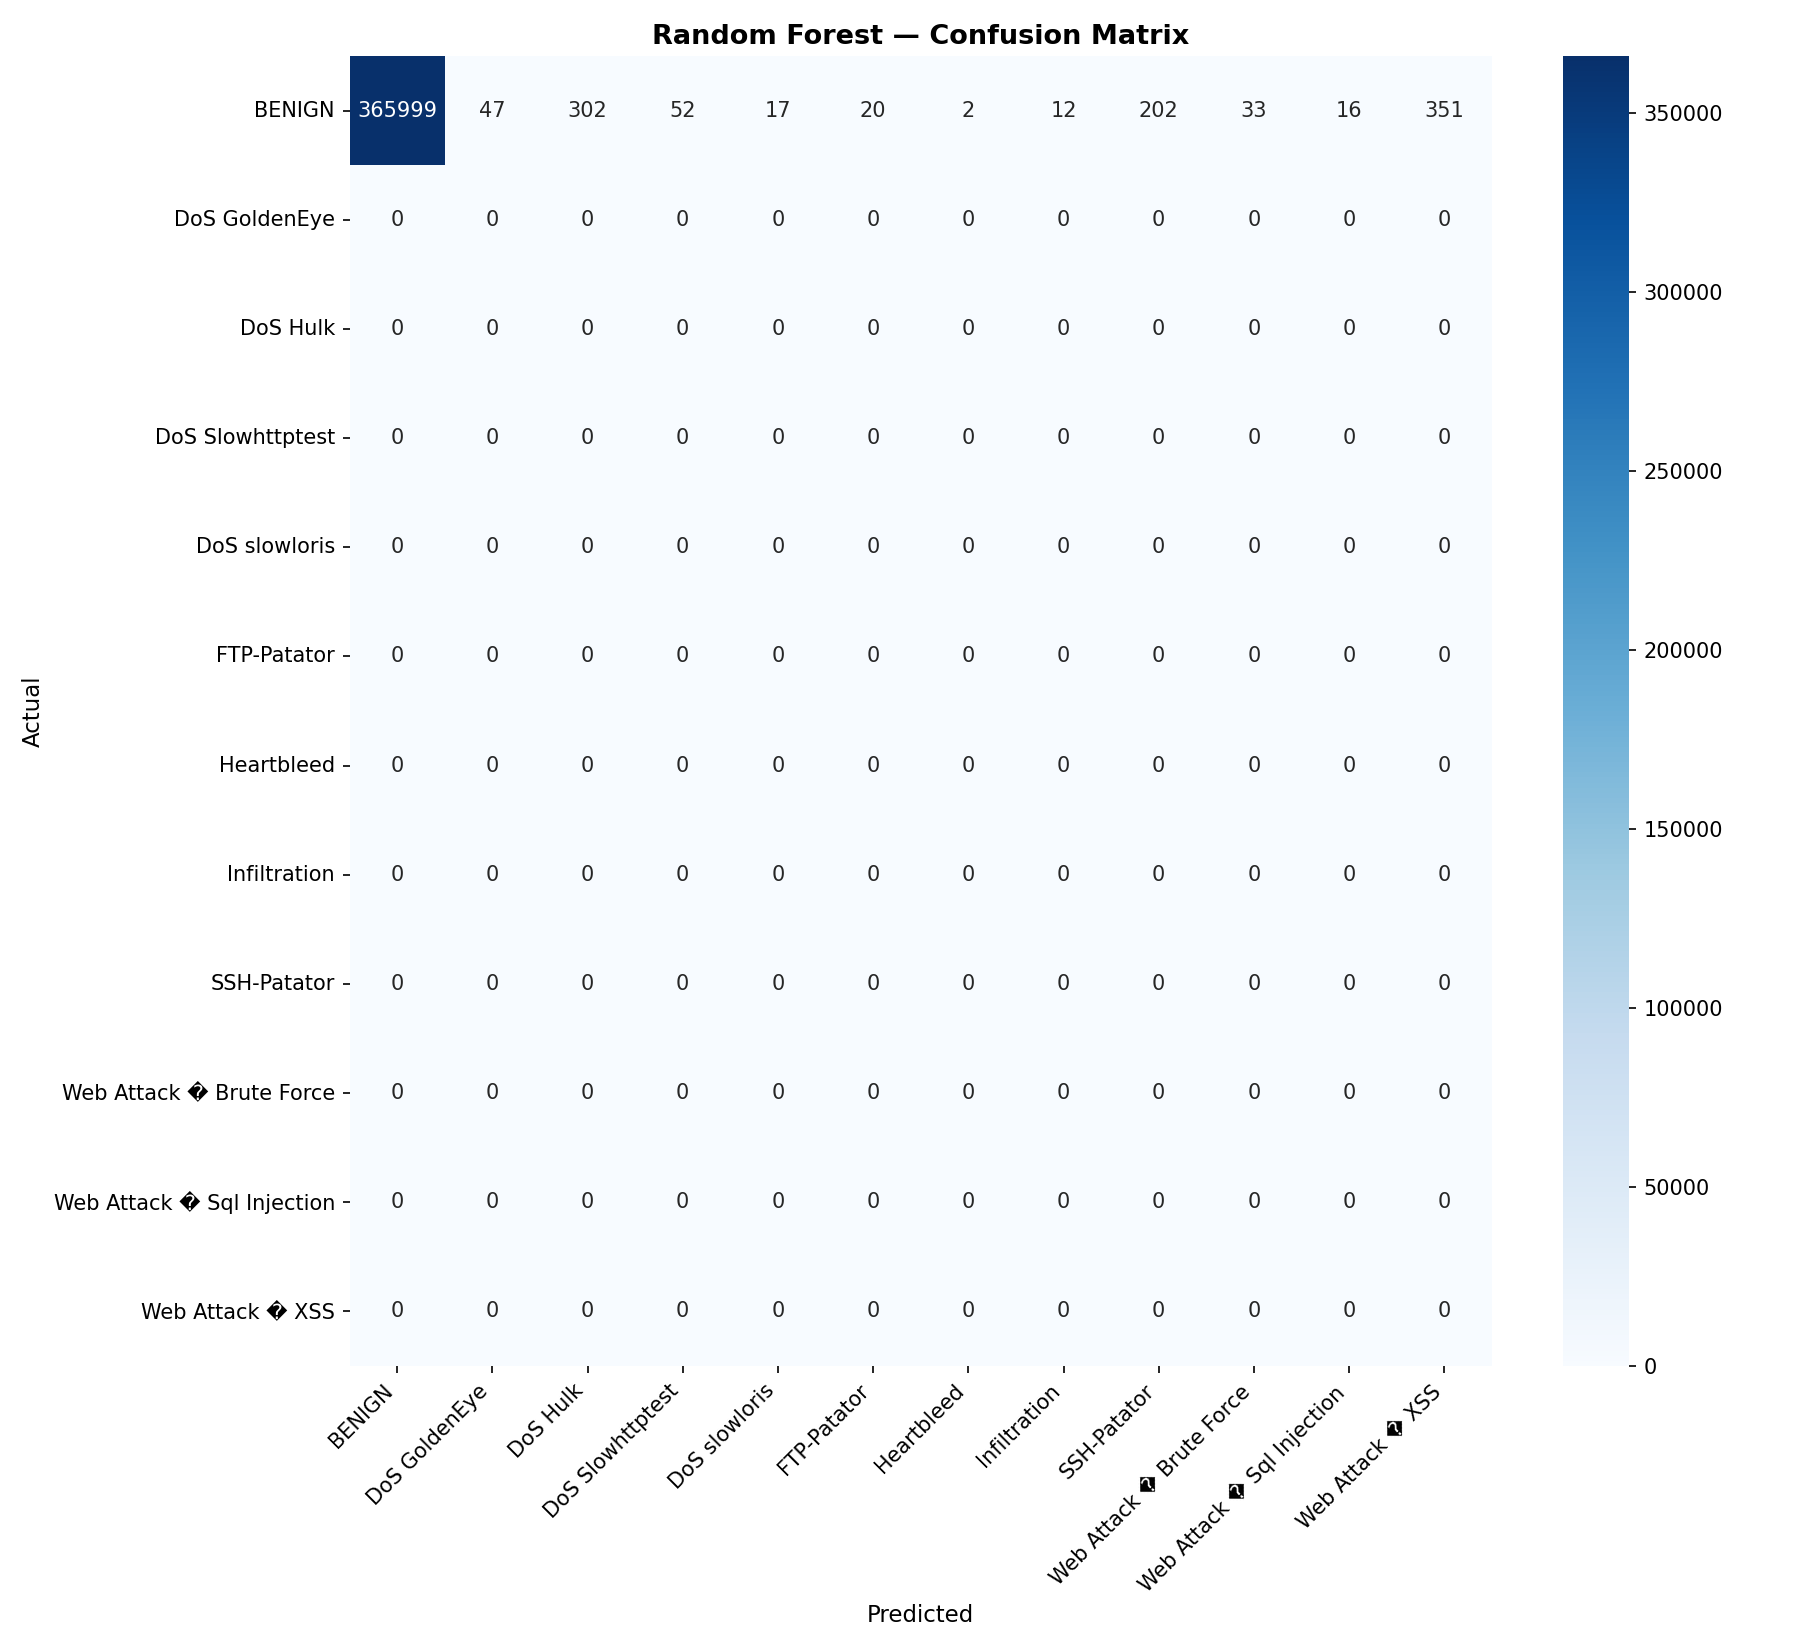 Random Forest — Confusion Matrix
BENIGN 365999 47 302 52 17 20 2 12 202 33 16 351
DoS GoldenEye 0 0 0 0 0 0 0 0 0 0 0 0
DoS Hulk 0 0 0 0 0 0 0 0 0 0 0 0
DoS Slowhttptest 0 0 0 0 0 0 0 0 0 0 0 0
DoS slowloris 0 0 0 0 0 0 0 0 0 0 0 0
FTP-Patator 0 0 0 0 0 0 0 0 0 0 0 0
Heartbleed 0 0 0 0 0 0 0 0 0 0 0 0
Infiltration 0 0 0 0 0 0 0 0 0 0 0 0
SSH-Patator 0 0 0 0 0 0 0 0 0 0 0 0
Web Attack � Brute Force 0 0 0 0 0 0 0 0 0 0 0 0
Web Attack � Sql Injection 0 0 0 0 0 0 0 0 0 0 0 0
Web Attack � XSS 0 0 0 0 0 0 0 0 0 0 0 0
Actual
BENIGN
DoS GoldenEye
DoS Hulk
DoS Slowhttptest
DoS slowloris
FTP-Patator
Heartbleed
Infiltration
SSH-Patator
Web Attack � Brute Force
Web Attack � Sql Injection
Web Attack � XSS
Predicted
350000
300000
250000
200000
150000
100000
50000
0